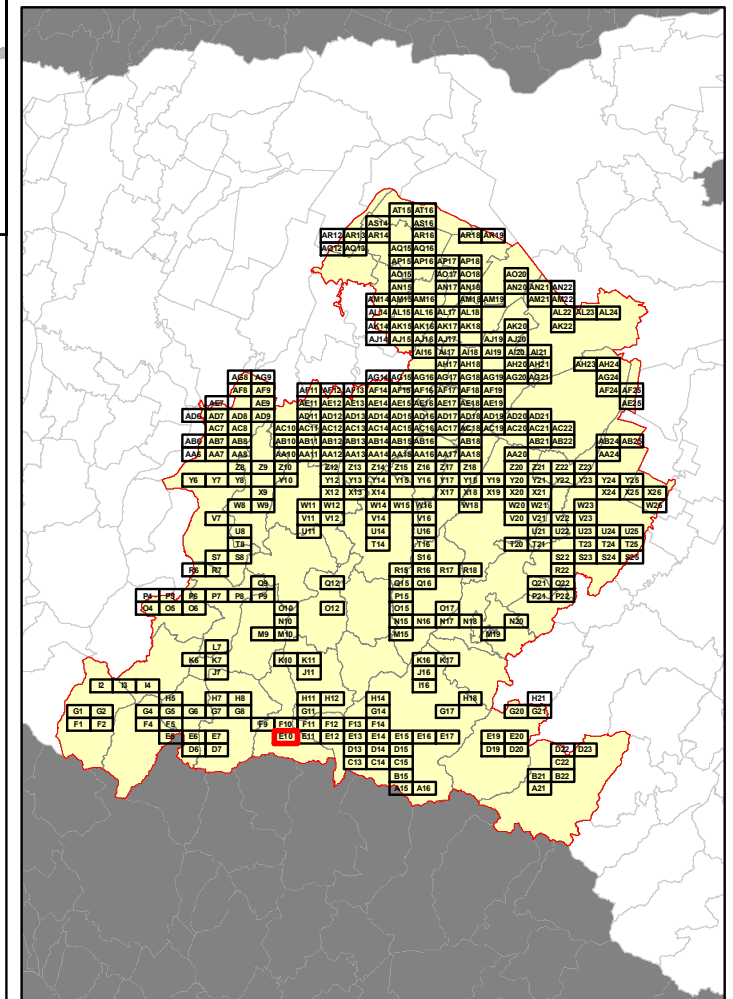 AT15 AT16
AS14 AS16
AR12 AR13 AR14 AR16 AR18 AR19
AQ12 AQ13 AQ15 AQ16
AP15 AP16 AP17 AP18
AO15 AO17 AO18 AO20
AN15 AN17 AN18 AN20 AN21 AN22
AM14 AM15 AM16 AM18 AM19 AM21 AM22
AL14 AL15 AL16 AL17 AL18 AL22 AL23 AL24
AK14 AK15 AK16 AK17 AK18 AK20 AK22
AJ14 AJ15 AJ16 AJ17 AJ19 AJ20
AI16 AI17 AI18 AI19 AI20 AI21
AH17 AH18 AH20 AH21 AH23 AH24
AG8 AG9 AG14 AG15 AG16 AG17 AG18 AG19 AG20 AG21 AG24
AF8 AF9 AF11 AF12 AF13 AF14 AF15 AF16 AF17 AF18 AF19 AF24 AF25
AE7 AE9 AE11 AE12 AE13 AE14 AE15 AE16 AE17 AE18 AE19 AE25
AD6 AD7 AD8 AD9 AD11 AD12 AD13 AD14 AD15 AD16 AD17 AD18 AD19 AD20 AD21
AC7 AC8 AC10 AC11 AC12 AC13 AC14 AC15 AC16 AC17 AC18 AC19 AC20 AC21 AC22
AB6 AB7 AB8 AB10 AB11 AB12 AB13 AB14 AB15 AB16 AB18 AB21 AB22 AB24 AB25
AA6 AA7 AA8 AA10 AA11 AA12 AA13 AA14 AA15 AA16 AA17 AA18 AA20 AA24
Z8 Z9 Z10 Z12 Z13 Z14 Z15 Z16 Z17 Z18 Z20 Z21 Z22 Z23
Y6 Y7 Y8 Y10 Y12 Y13 Y14 Y15 Y16 Y17 Y18 Y19 Y20 Y21 Y22 Y23 Y24 Y25
X9 X12 X13 X14 X17 X18 X19 X20 X21 X24 X25 X26
W8 W9 W11 W12 W14 W15 W16 W18 W20 W21 W23 W26
V7 V11 V12 V14 V16 V20 V21 V22 V23
U8 U11 U14 U16 U21 U22 U23 U24 U25
T8 T14 T16 T20 T21 T23 T24 T25
S7 S8 S16 S22 S23 S24 S25
R6 R7 R15 R16 R17 R18 R22
Q9 Q12 Q15 Q16 Q21 Q22
P4 P5 P6 P7 P8 P9 P15 P21 P22
O4 O5 O6 O10 O12 O15 O17
N10 N15 N16 N17 N18 N20
M9 M10 M15 M19
L7
K6 K7 K10 K11 K16 K17
J7 J11 J16
I2 I3 I4 I16
H5 H7 H8 H11 H12 H14 H18 H21
G1 G2 G4 G5 G6 G7 G8 G11 G17 G20 G21
F1 F2 F4 F5 F9 F10 F11 F12 F13 F14
E5 E6 E7 E10 E11 E12 E13 E14 E15 E16 E17 E19 E20
D6 D7 D13 D14 D15 D19 D20 D22 D23
C13 C14 C15 C22
B15 B21 B22
A15 A16 A21